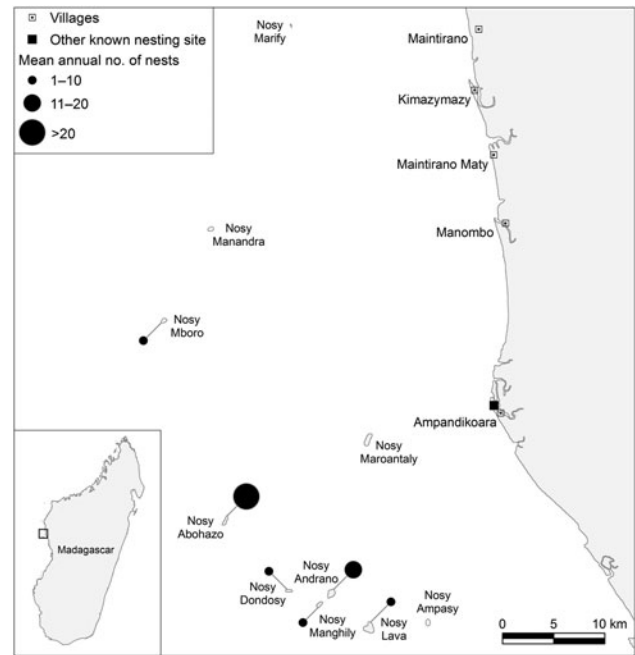 Villages
Other known nesting site
Mean annual no. of nests
1–10
11–20
>20
Nosy
Marify
Maintirano
Kimazymazy
Maintirano Maty
Nosy
Manandra
Manombo
Nosy
Mboro
Ampandikoara
Nosy
Maroantaly
Nosy
Abohazo
Madagascar
Nosy
Andrano
Nosy
Dondosy
Nosy
Manghily
Nosy
Lava
Nosy
Ampasy
0 5 10 km